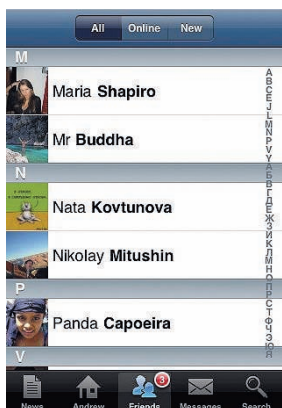 All Online New
M
Maria Shapiro
Mr Buddha
N
Nata Kovtunova
Nikolay Mitushin
P
Panda Capoeira
V
A
B
C
E
J
L
M
N
P
V
Y
А
Б
В
Г
Д
Е
Ж
З
И
К
Л
М
Н
О
П
Р
С
Т
Ф
Ч
Э
Ю
Я
3
News Andrew Friends Messages Search